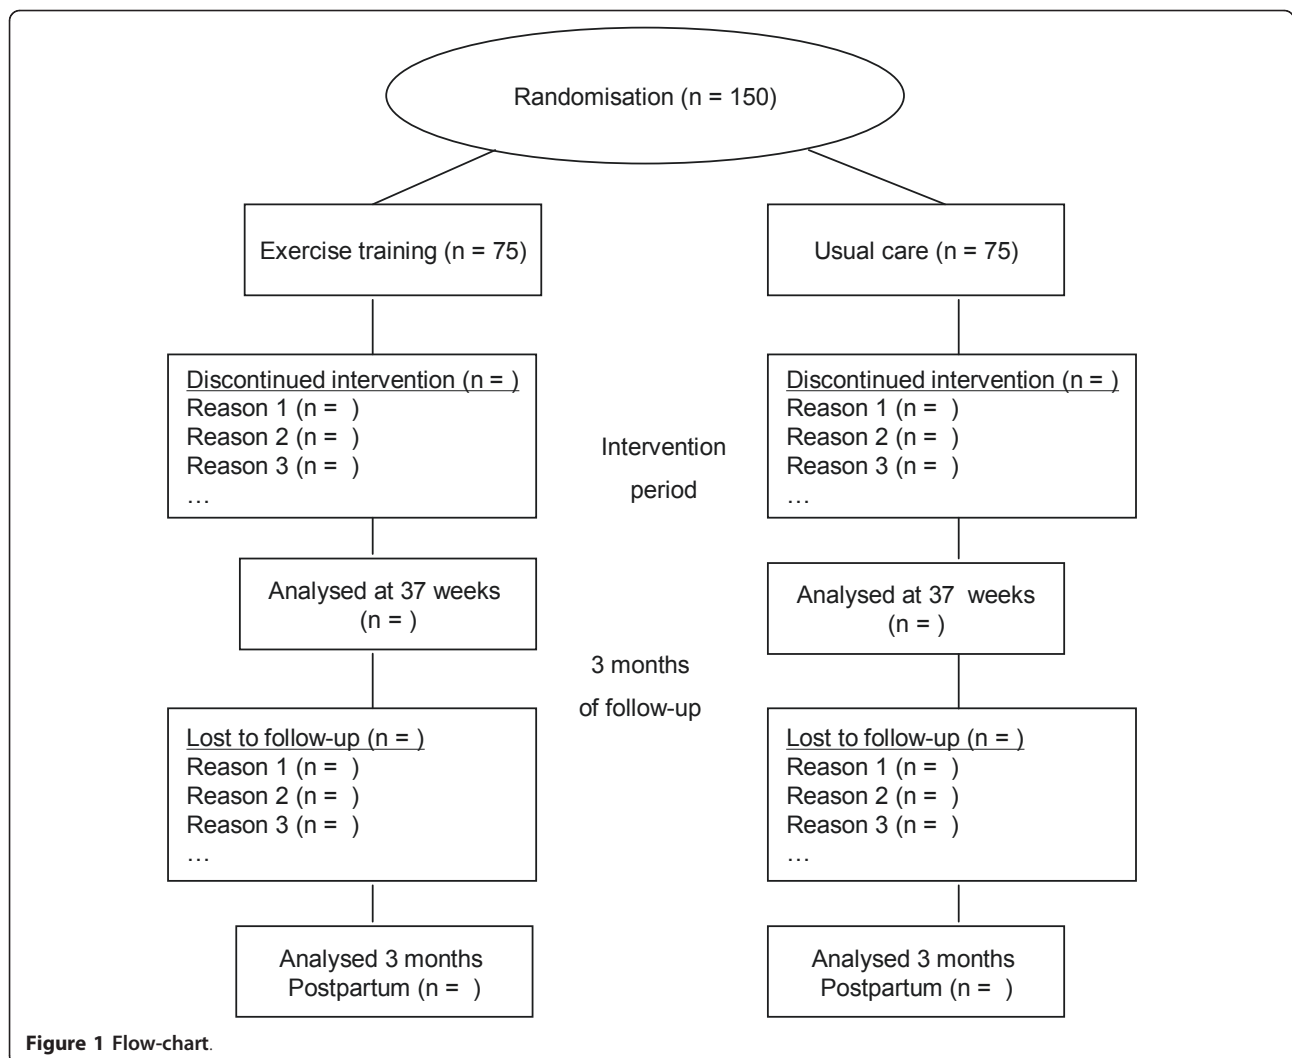 Randomisation (n = 150)
Exercise training (n = 75)
Usual care (n = 75)
Discontinued intervention (n = )
Reason 1 (n =  )
Reason 2 (n =  )
Reason 3 (n =  )
…
Intervention
period
Discontinued intervention (n = )
Reason 1 (n =  )
Reason 2 (n =  )
Reason 3 (n =  )
…
Analysed at 37 weeks
(n = )
Analysed at 37  weeks
(n = )
3 months
of follow-up
Lost to follow-up (n = )
Reason 1 (n =  )
Reason 2 (n =  )
Reason 3 (n =  )
…
Lost to follow-up (n = )
Reason 1 (n =  )
Reason 2 (n =  )
Reason 3 (n =  )
…
Analysed 3 months
Postpartum (n =  )
Analysed 3 months
Postpartum (n =  )
Figure 1 Flow-chart.